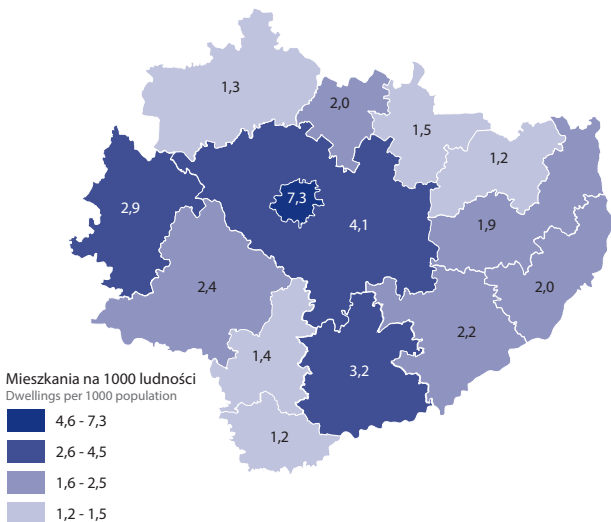 1,3
2,0
1,5
1,2
7,3
2,9
4,1
1,9
2,4
2,0
2,2
1,4
3,2
1,2
Mieszkania na 1000 ludności
Dwellings per 1000 population
4,6 - 7,3
2,6 - 4,5
1,6 - 2,5
1,2 - 1,5